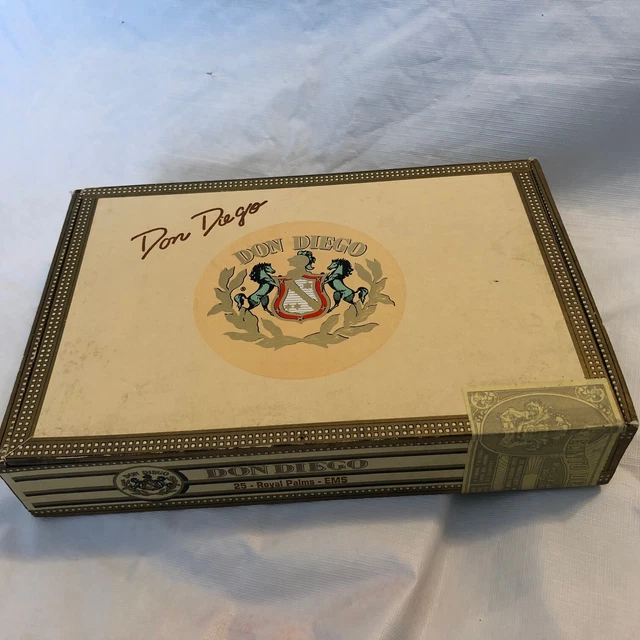 Don Diego
DON DIEGO
DON DIEGO
DON DIEGO
25 - Royal Palms - EMS